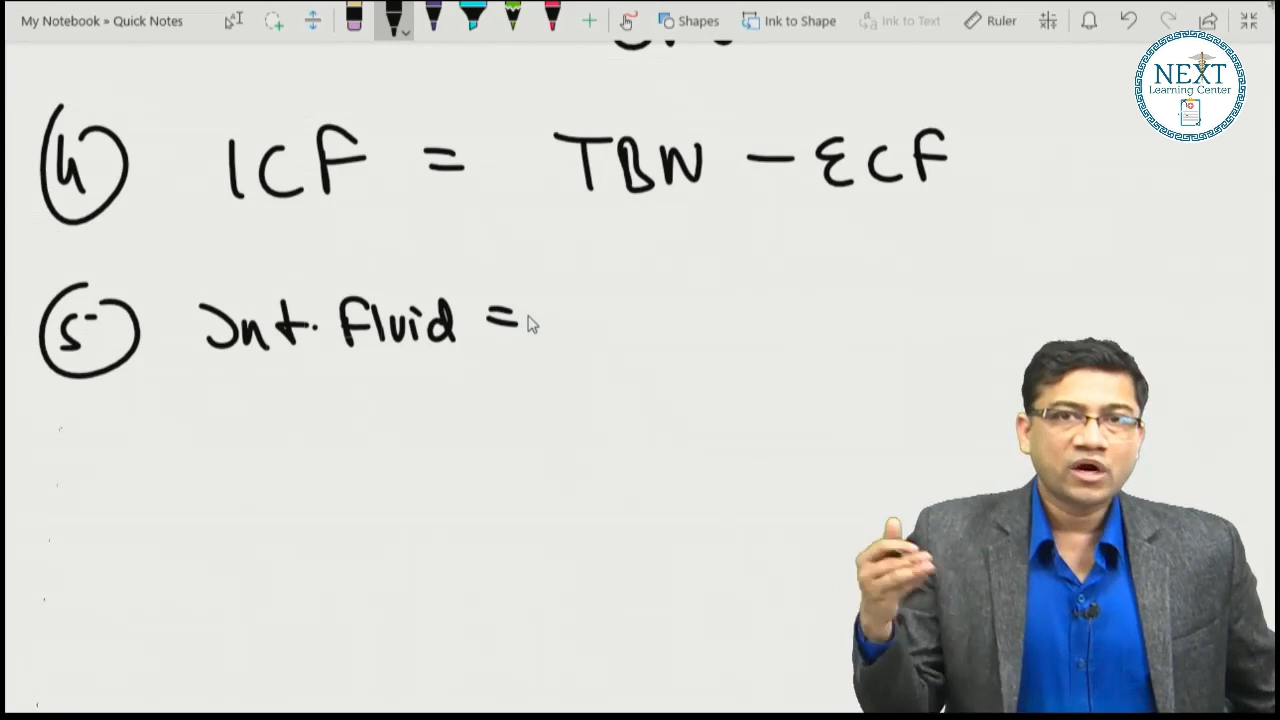 My Notebook » Quick Notes Shapes Ink to Shape Ink to Text Ruler
NEXT
Learning Center
4 ICF = TBW - ECF
5 Int. fluid =